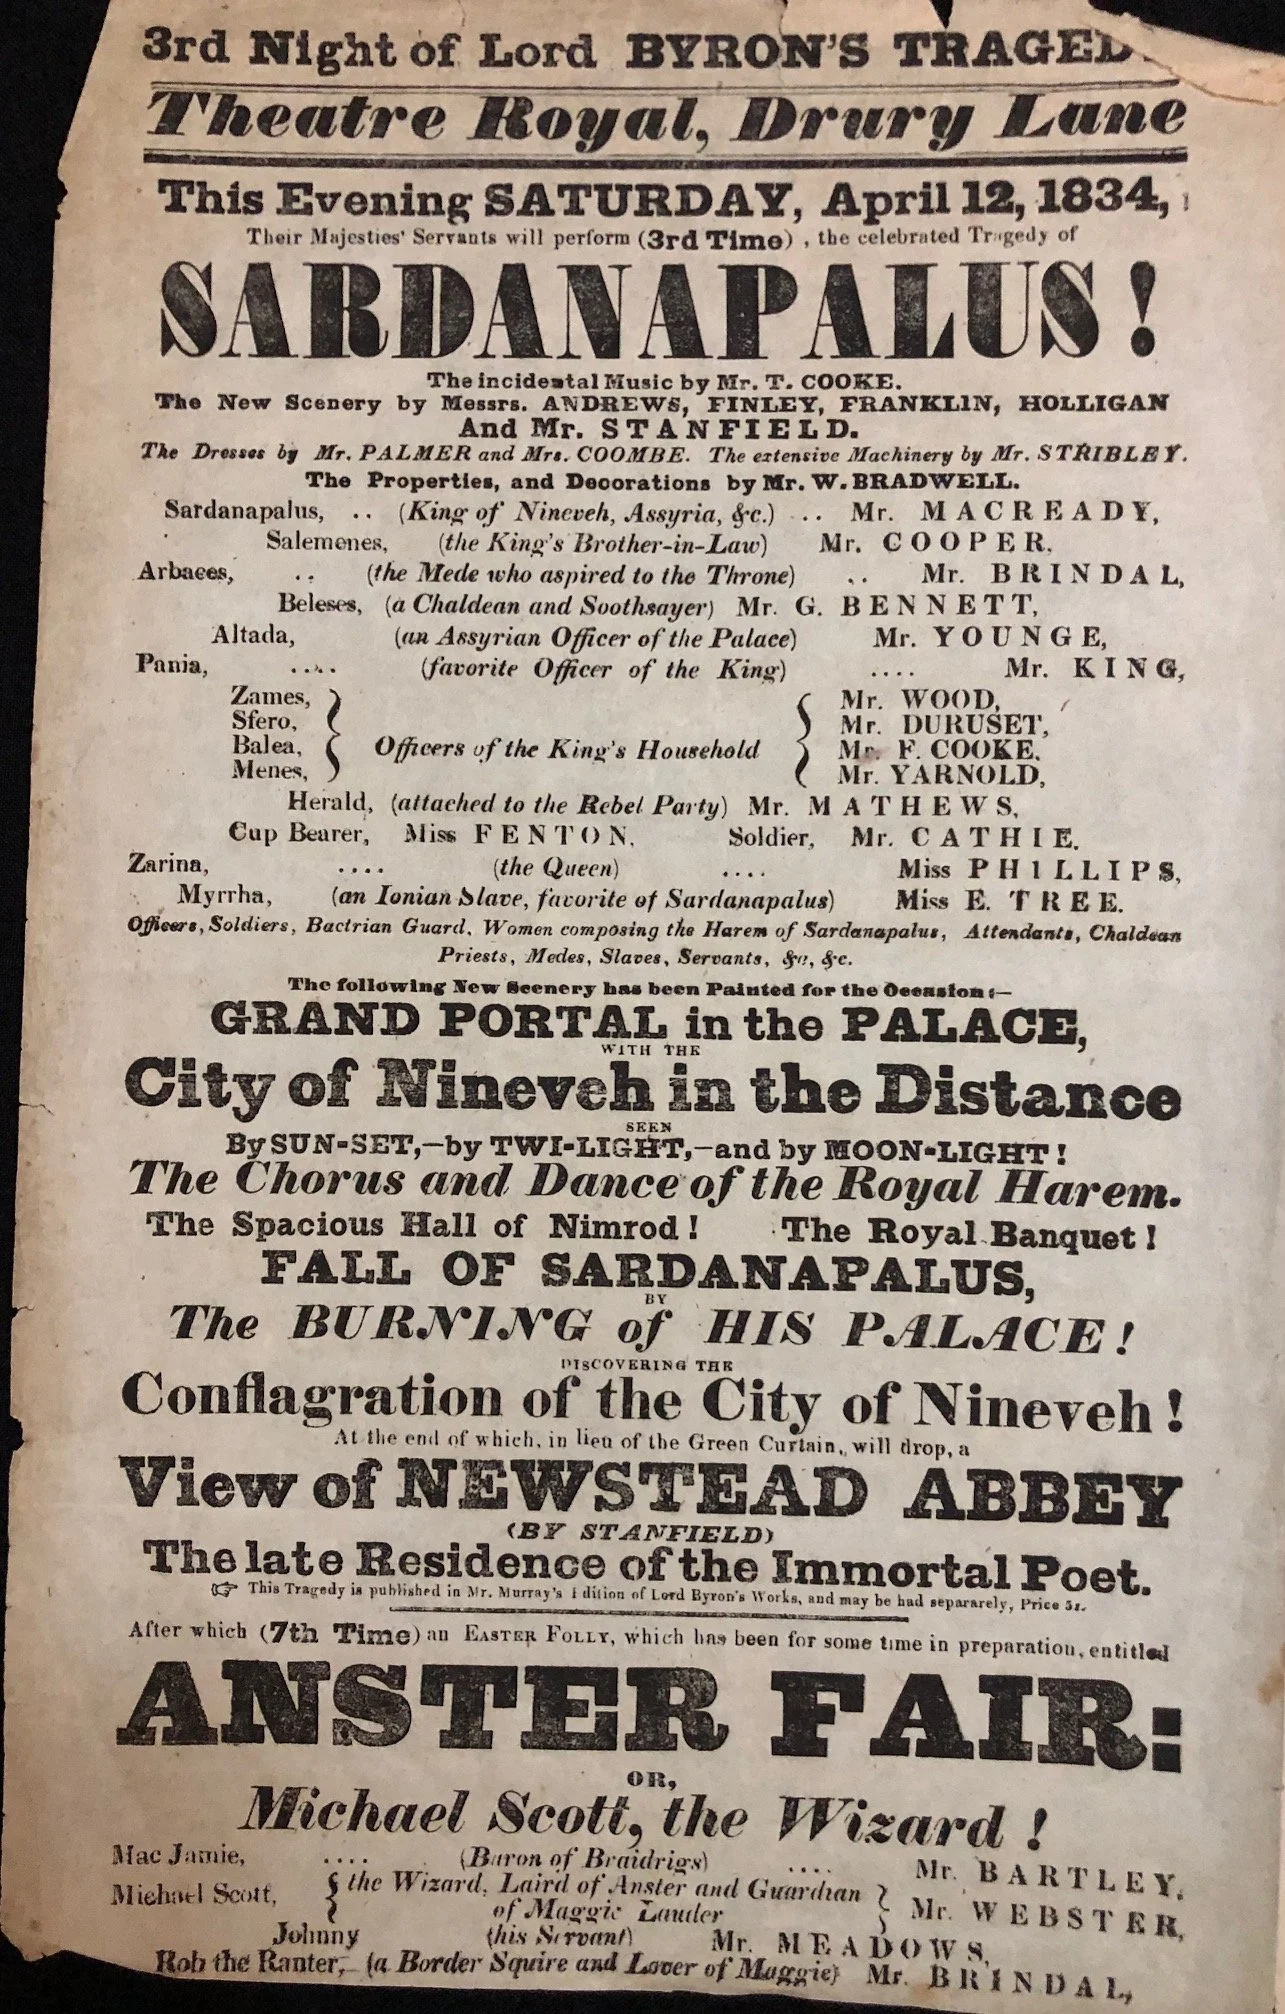 3rd Night of Lord BYRON'S TRAGED
Theatre Royal, Drury Lane
This Evening SATURDAY, April 12, 1834,
Their Majesties' Servants will perform (3rd Time), the celebrated Tragedy of
SARDANAPALUS!
The incidental Music by Mr. T. COOKE.
The New Scenery by Messrs. ANDREWS, FINLEY, FRANKLIN, HOLLIGAN
And Mr. STANFIELD.
The Dresses by Mr. PALMER and Mrs. COOMBE. The extensive Machinery by Mr. STRIBLEY.
The Properties, and Decorations by Mr. W. BRADWELL.
Sardanapalus, .. (King of Nineveh, Assyria, &c.) .. Mr. MACREADY,
Salemenes, (the King's Brother-in-Law) Mr. COOPER,
Arbaces, .. (the Mede who aspired to the Throne) .. Mr. BRINDAL,
Beleses, (a Chaldean and Soothsayer) Mr. G. BENNETT,
Altada, (an Assyrian Officer of the Palace) Mr. YOUNGE,
Pania, .... (favorite Officer of the King) .... Mr. KING,
Zames, Mr. WOOD,
Sfero, Mr. DURUSET,
Balea, Officers of the King's Household Mr. F. COOKE,
Menes, Mr. YARNOLD,
Herald, (attached to the Rebel Party) Mr. MATHEWS,
Cup Bearer, Miss FENTON, Soldier, Mr. CATHIE.
Zarina, .... (the Queen) .... Miss PHILLIPS,
Myrrha, (an Ionian Slave, favorite of Sardanapalus) Miss E. TREE.
Officers, Soldiers, Bactrian Guard, Women composing the Harem of Sardanapalus, Attendants, Chaldean
Priests, Medes, Slaves, Servants, &c, &c.
The following New Scenery has been Painted for the Occasion:—
GRAND PORTAL in the PALACE,
WITH THE
City of Nineveh in the Distance
SEEN
By SUN-SET,—by TWI-LIGHT,—and by MOON-LIGHT!
The Chorus and Dance of the Royal Harem.
The Spacious Hall of Nimrod! The Royal Banquet!
FALL OF SARDANAPALUS,
BY
The BURNING of HIS PALACE!
DISCOVERING THE
Conflagration of the City of Nineveh!
At the end of which, in lieu of the Green Curtain, will drop, a
View of NEWSTEAD ABBEY
(BY STANFIELD)
The late Residence of the Immortal Poet.
☞ This Tragedy is published in Mr. Murray's Edition of Lord Byron's Works, and may be had separarely, Price 5s.
After which (7th Time) an EASTER FOLLY, which has been for some time in preparation, entitled
ANSTER FAIR:
OR,
Michael Scott, the Wizard!
Mac Jamie, .... (Baron of Braidrigs) .... Mr. BARTLEY,
Michael Scott, { the Wizard, Laird of Anster and Guardian of Maggie Lauder } Mr. WEBSTER,
Johnny (his Servant) Mr. MEADOWS,
Rob the Ranter, (a Border Squire and Lover of Maggie) Mr. BRINDAL,